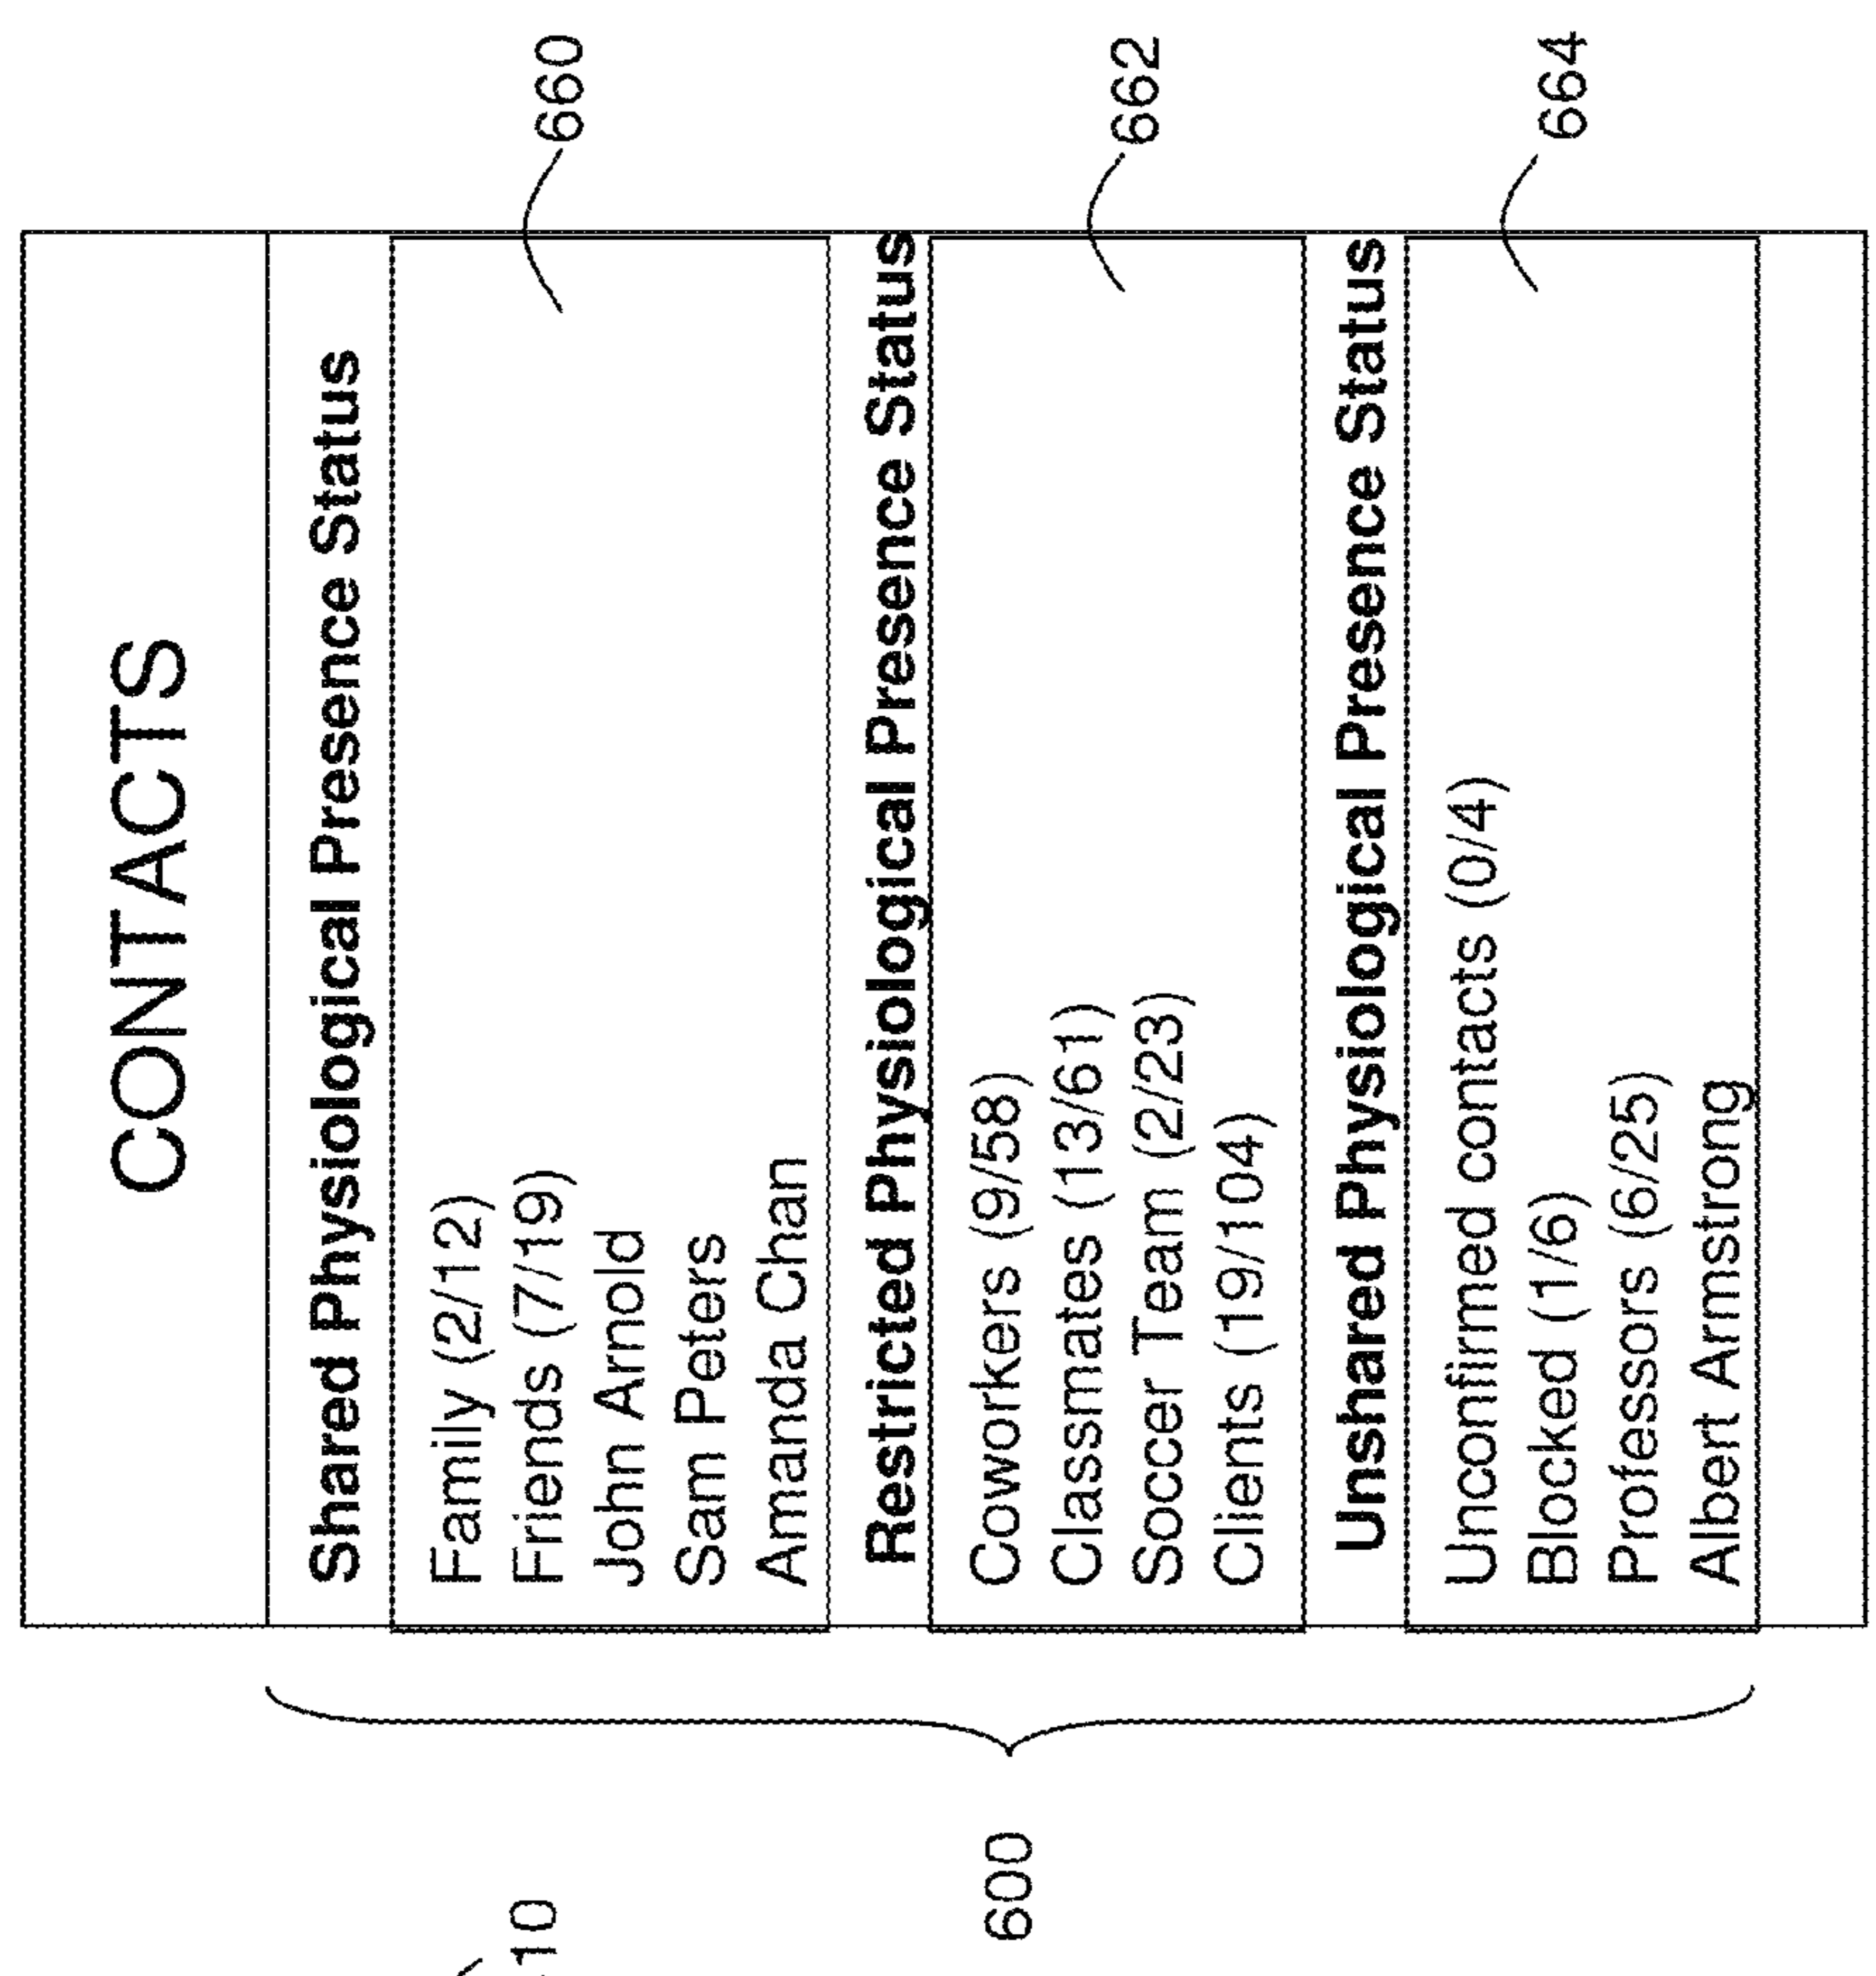 CONTACTS
Shared Physiological Presence Status
Family (2/12)
Friends (7/19)
John Arnold
Sam Peters
Amanda Chan
660
Restricted Physiological Presence Status
Coworkers (9/58)
Classmates (13/61)
Soccer Team (2/23)
Clients (19/104)
662
Unshared Physiological Presence Status
Unconfirmed contacts (0/4)
Blocked (1/6)
Professors (6/25)
Albert Armstrong
664
600
10